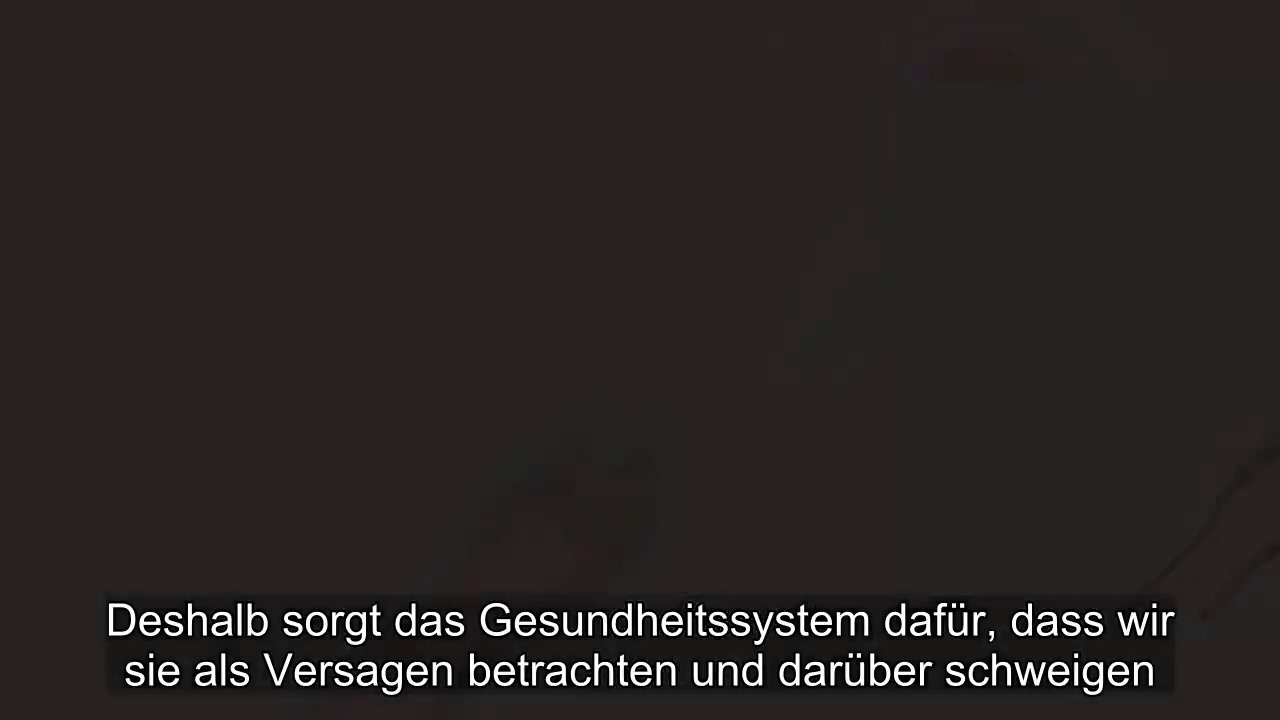 Deshalb sorgt das Gesundheitssystem dafür, dass wir
sie als Versagen betrachten und darüber schweigen